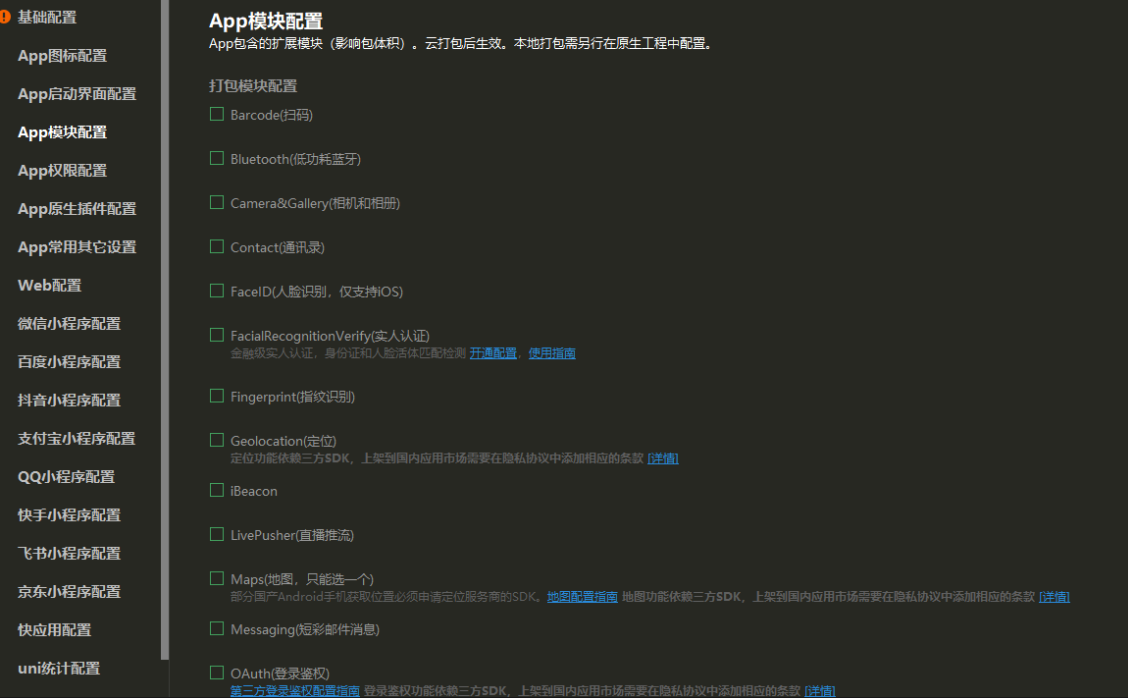 基础配置
App图标配置
App启动界面配置
App模块配置
App权限配置
App原生插件配置
App常用其它设置
Web配置
微信小程序配置
百度小程序配置
抖音小程序配置
支付宝小程序配置
QQ小程序配置
快手小程序配置
飞书小程序配置
京东小程序配置
快应用配置
uni统计配置
App模块配置
App包含的扩展模块（影响包体积）。云打包后生效。本地打包需另行在原生工程中配置。
打包模块配置
Barcode(扫码)
Bluetooth(低功耗蓝牙)
Camera&Gallery(相机和相册)
Contact(通讯录)
FaceID(人脸识别，仅支持iOS)
FacialRecognitionVerify(实人认证)
金融级实人认证，身份证和人脸活体匹配检测 开通配置，使用指南
Fingerprint(指纹识别)
Geolocation(定位)
定位功能依赖三方SDK，上架到国内应用市场需要在隐私协议中添加相应的条款 [详情]
iBeacon
LivePusher(直播推流)
Maps(地图，只能选一个)
部分国产Android手机获取位置必须申请定位服务商的SDK。地图配置指南 地图功能依赖三方SDK，上架到国内应用市场需要在隐私协议中添加相应的条款 [详情]
Messaging(短彩邮件消息)
OAuth(登录鉴权)
第三方登录鉴权配置指南 登录鉴权功能依赖三方SDK，上架到国内应用市场需要在隐私协议中添加相应的条款 [详情]